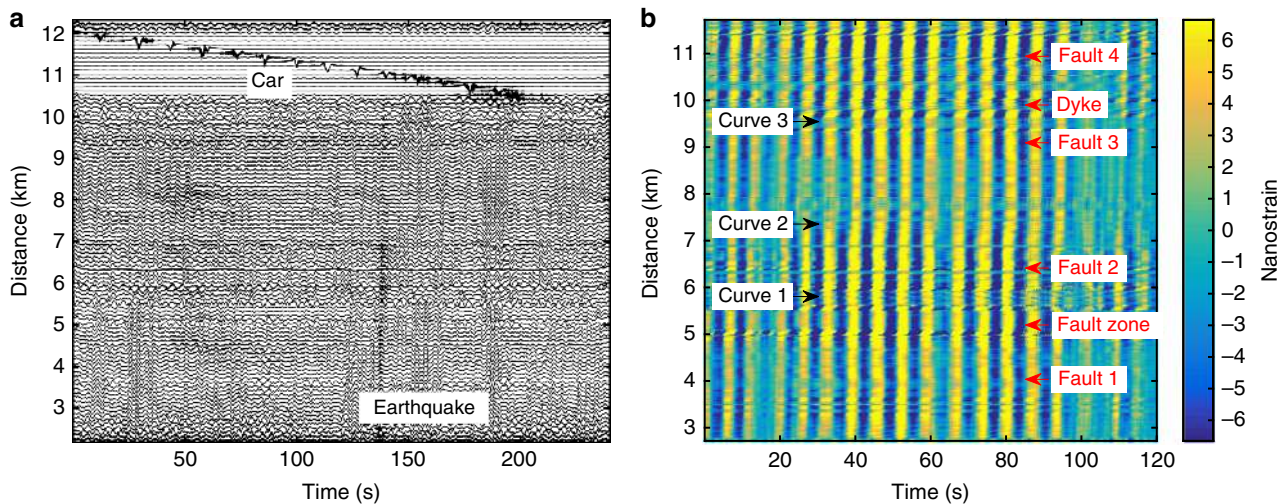 a
12
11
10
9
8
7
6
5
4
3
Distance (km)
Car
Earthquake
50
100
150
200
Time (s)
b
11
10
9
8
7
6
5
4
3
Distance (km)
Curve 3
Curve 2
Curve 1
Fault 4
Dyke
Fault 3
Fault 2
Fault zone
Fault 1
20
40
60
80
100
120
Time (s)
6
5
4
3
2
1
0
−1
−2
−3
−4
−5
−6
Nanostrain